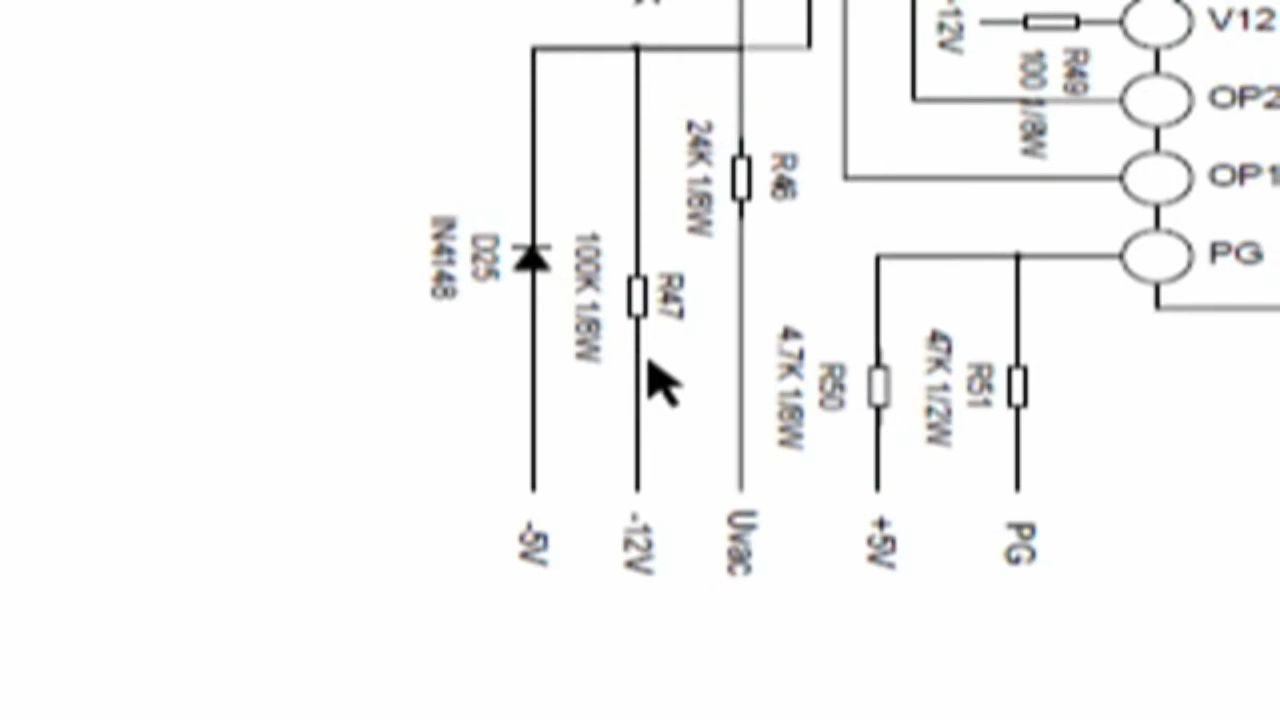 -12V
V12
R49
100 1/8W
OP2
OP1
PG
R46
24K 1/8W
D25
IN4148
R47
100K 1/8W
R50
4.7K 1/8W
R51
47K 1/2W
-5V
-12V
Uvac
+5V
PG